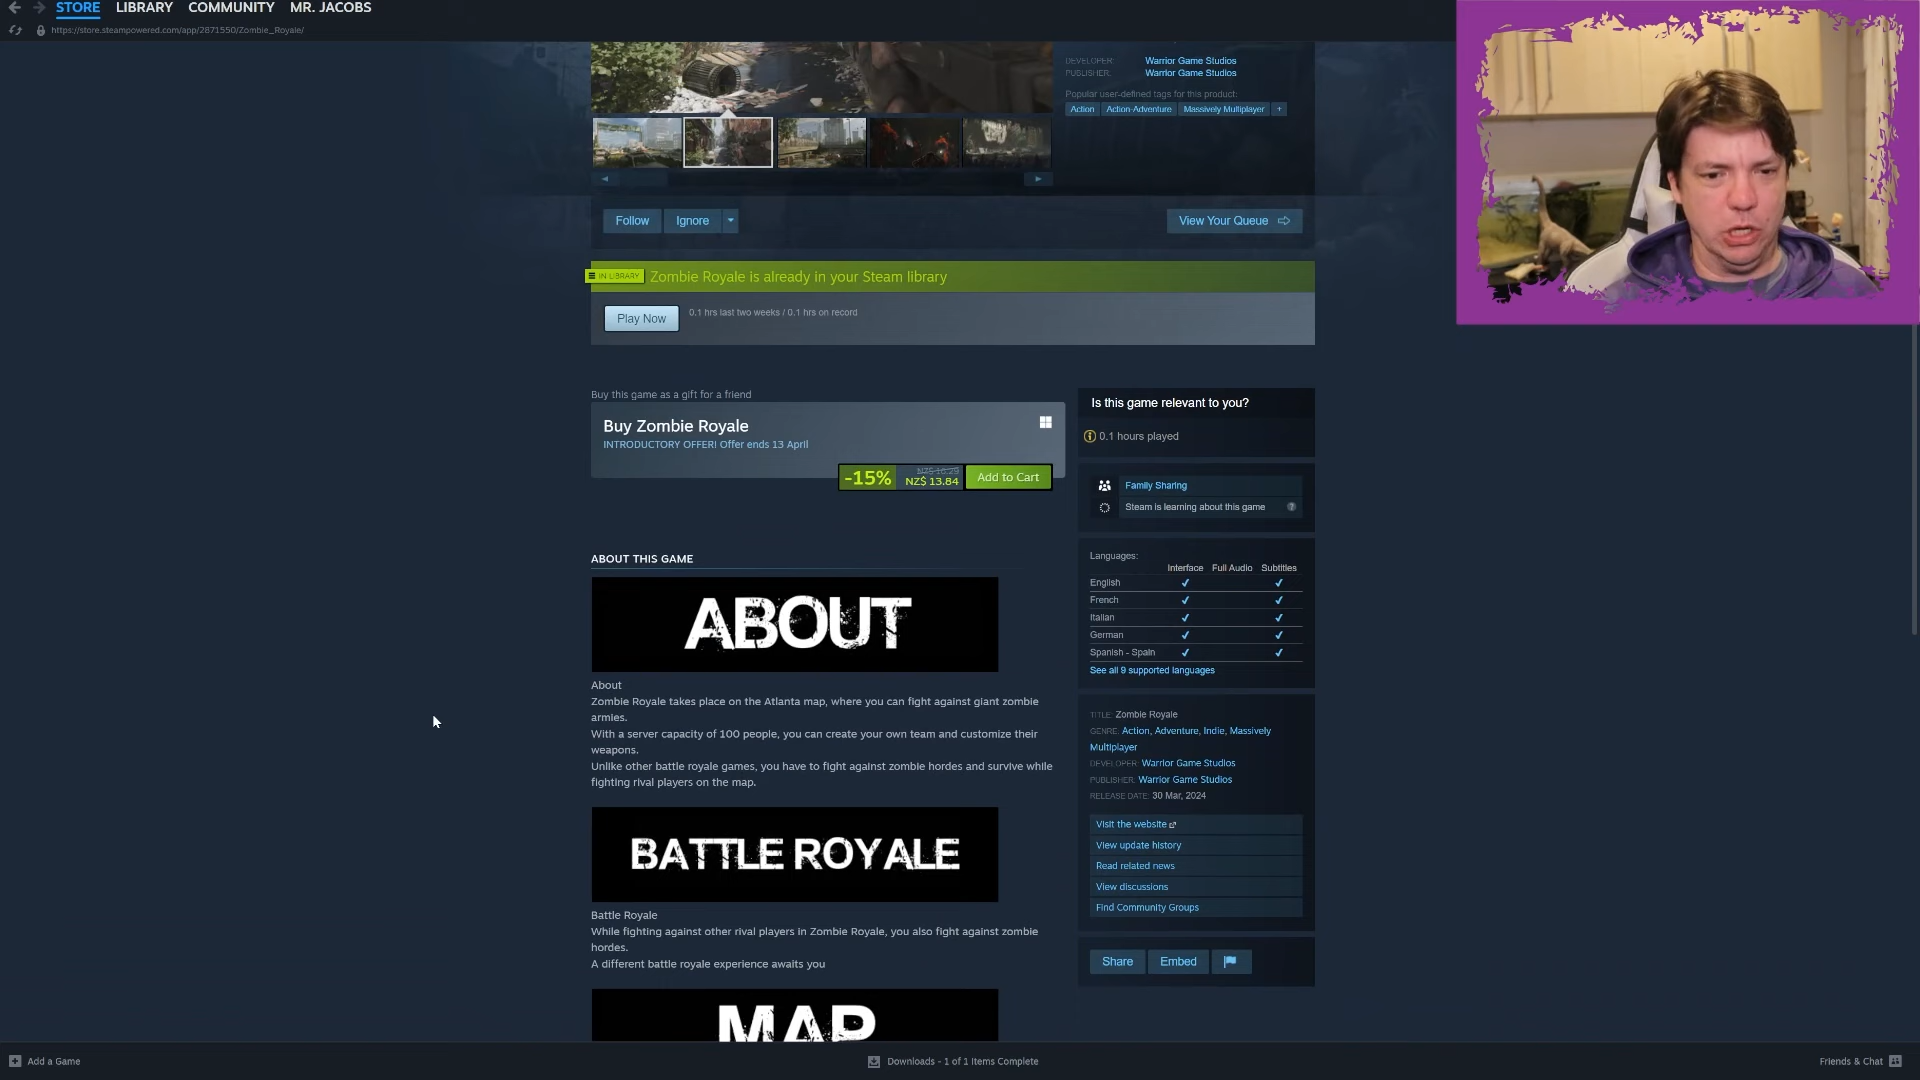 STORE LIBRARY COMMUNITY MR. JACOBS
https://store.steampowered.com/app/2871550/Zombie_Royale/
DEVELOPER: Warrior Game Studios
PUBLISHER: Warrior Game Studios
Popular user-defined tags for this product:
Action Action-Adventure Massively Multiplayer +
Follow Ignore View Your Queue
IN LIBRARY Zombie Royale is already in your Steam library
Play Now 0.1 hrs last two weeks / 0.1 hrs on record
Buy this game as a gift for a friend
Buy Zombie Royale
INTRODUCTORY OFFER! Offer ends 13 April
-15% NZ$ 16.29 NZ$ 13.84 Add to Cart
ABOUT THIS GAME
ABOUT
About
Zombie Royale takes place on the Atlanta map, where you can fight against giant zombie
armies.
With a server capacity of 100 people, you can create your own team and customize their
weapons.
Unlike other battle royale games, you have to fight against zombie hordes and survive while
fighting rival players on the map.
BATTLE ROYALE
Battle Royale
While fighting against other rival players in Zombie Royale, you also fight against zombie
hordes.
A different battle royale experience awaits you
MAP
Is this game relevant to you?
0.1 hours played
Family Sharing
Steam is learning about this game ?
Languages:
Interface Full Audio Subtitles
English ✔ ✔
French ✔ ✔
Italian ✔ ✔
German ✔ ✔
Spanish - Spain ✔ ✔
See all 9 supported languages
TITLE: Zombie Royale
GENRE: Action, Adventure, Indie, Massively
Multiplayer
DEVELOPER: Warrior Game Studios
PUBLISHER: Warrior Game Studios
RELEASE DATE: 30 Mar, 2024
Visit the website
View update history
Read related news
View discussions
Find Community Groups
Share Embed
Add a Game Downloads - 1 of 1 Items Complete Friends & Chat